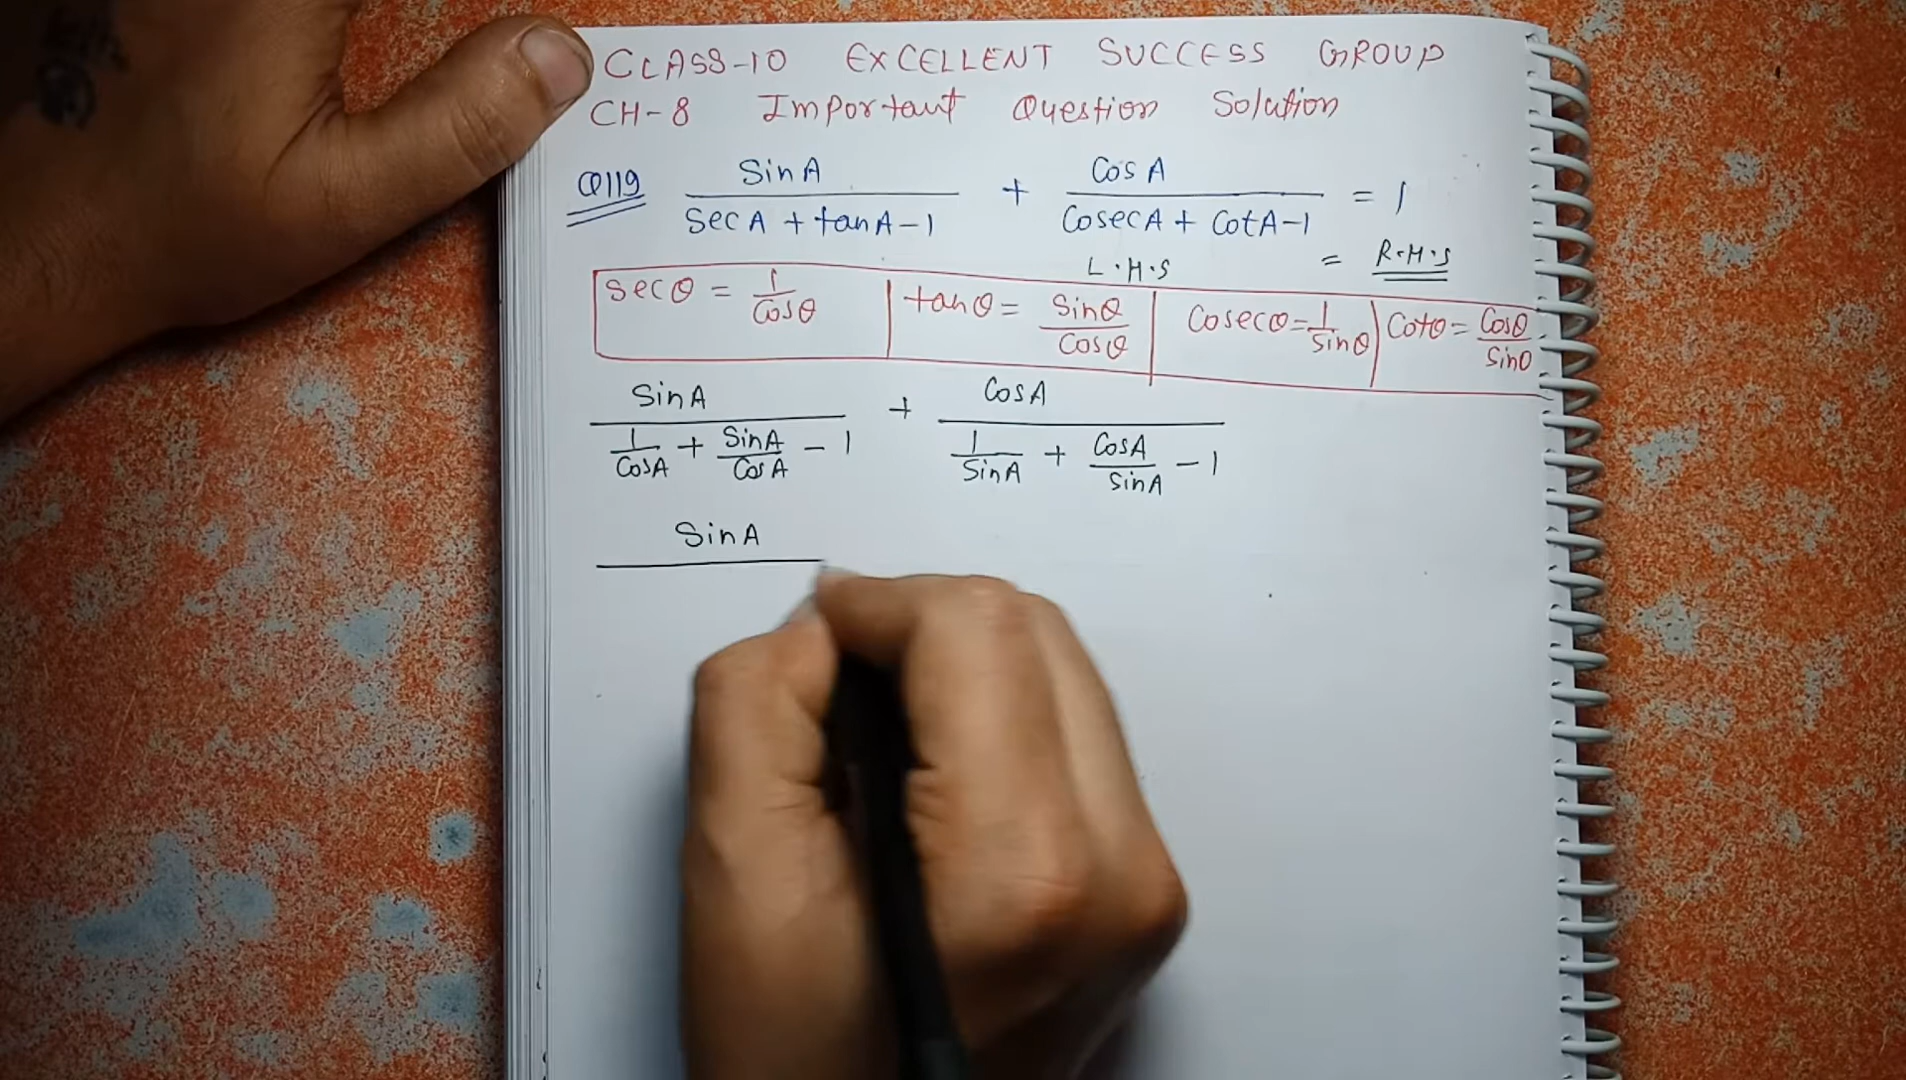 CLASS-10 EXCELLENT SUCCESS GROUP
CH-8 Important Question Solution
Q119 SinA / (SecA + tanA - 1) + CosA / (CosecA + CotA - 1) = 1
L.H.S = R.H.S
secθ = 1/Cosθ | tanθ = Sinθ/Cosθ | Cosecθ = 1/Sinθ | Cotθ = Cosθ/Sinθ
SinA / (1/CosA + SinA/CosA - 1) + CosA / (1/SinA + CosA/SinA - 1)
SinA